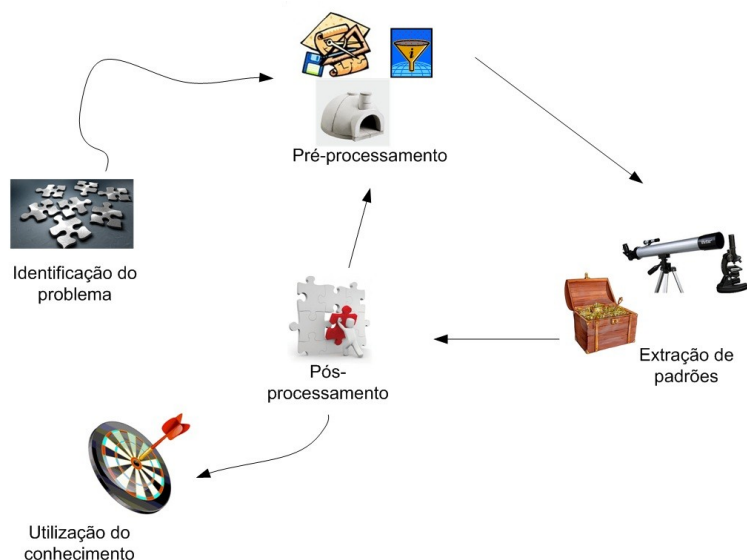 Pré-processamento
Identificação do
problema
Extração de
padrões
Pós-
processamento
Utilização do
conhecimento